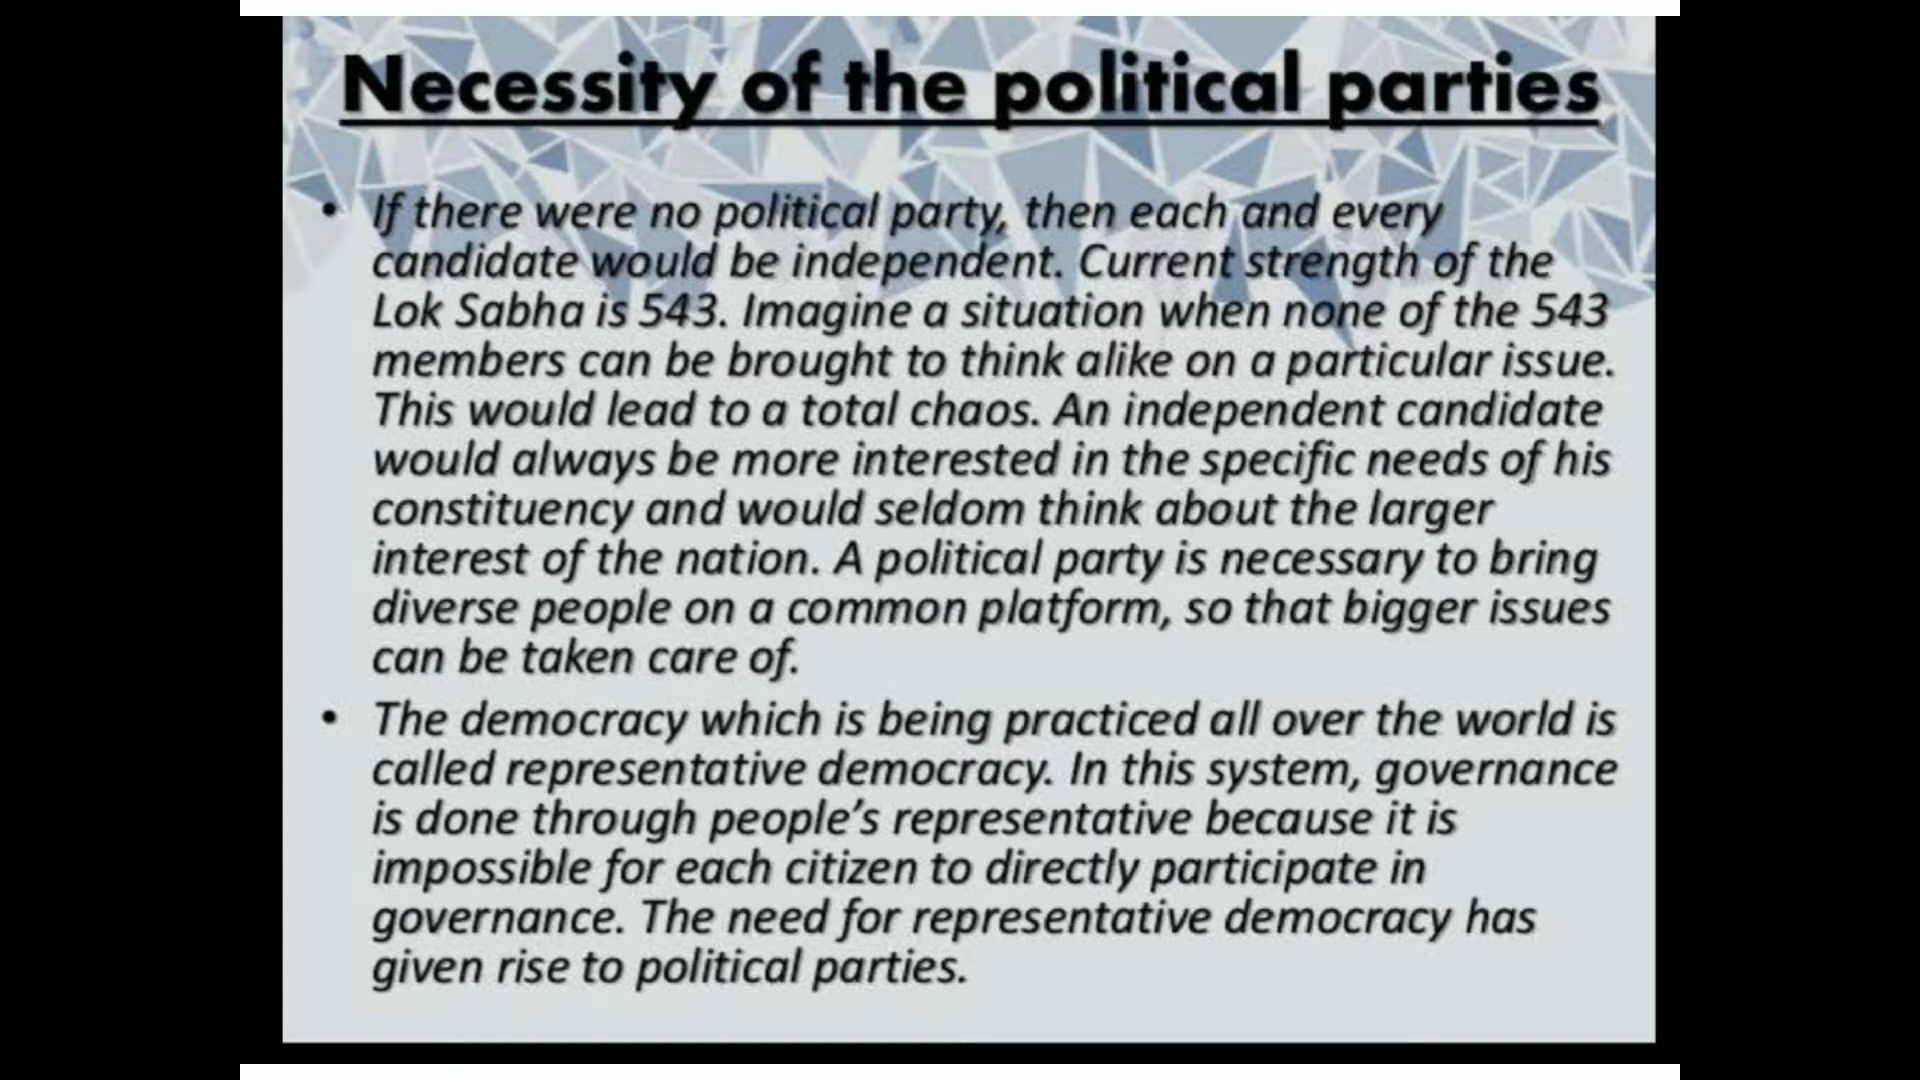 Necessity of the political parties
• If there were no political party, then each and every
candidate would be independent. Current strength of the
Lok Sabha is 543. Imagine a situation when none of the 543
members can be brought to think alike on a particular issue.
This would lead to a total chaos. An independent candidate
would always be more interested in the specific needs of his
constituency and would seldom think about the larger
interest of the nation. A political party is necessary to bring
diverse people on a common platform, so that bigger issues
can be taken care of.
• The democracy which is being practiced all over the world is
called representative democracy. In this system, governance
is done through people’s representative because it is
impossible for each citizen to directly participate in
governance. The need for representative democracy has
given rise to political parties.